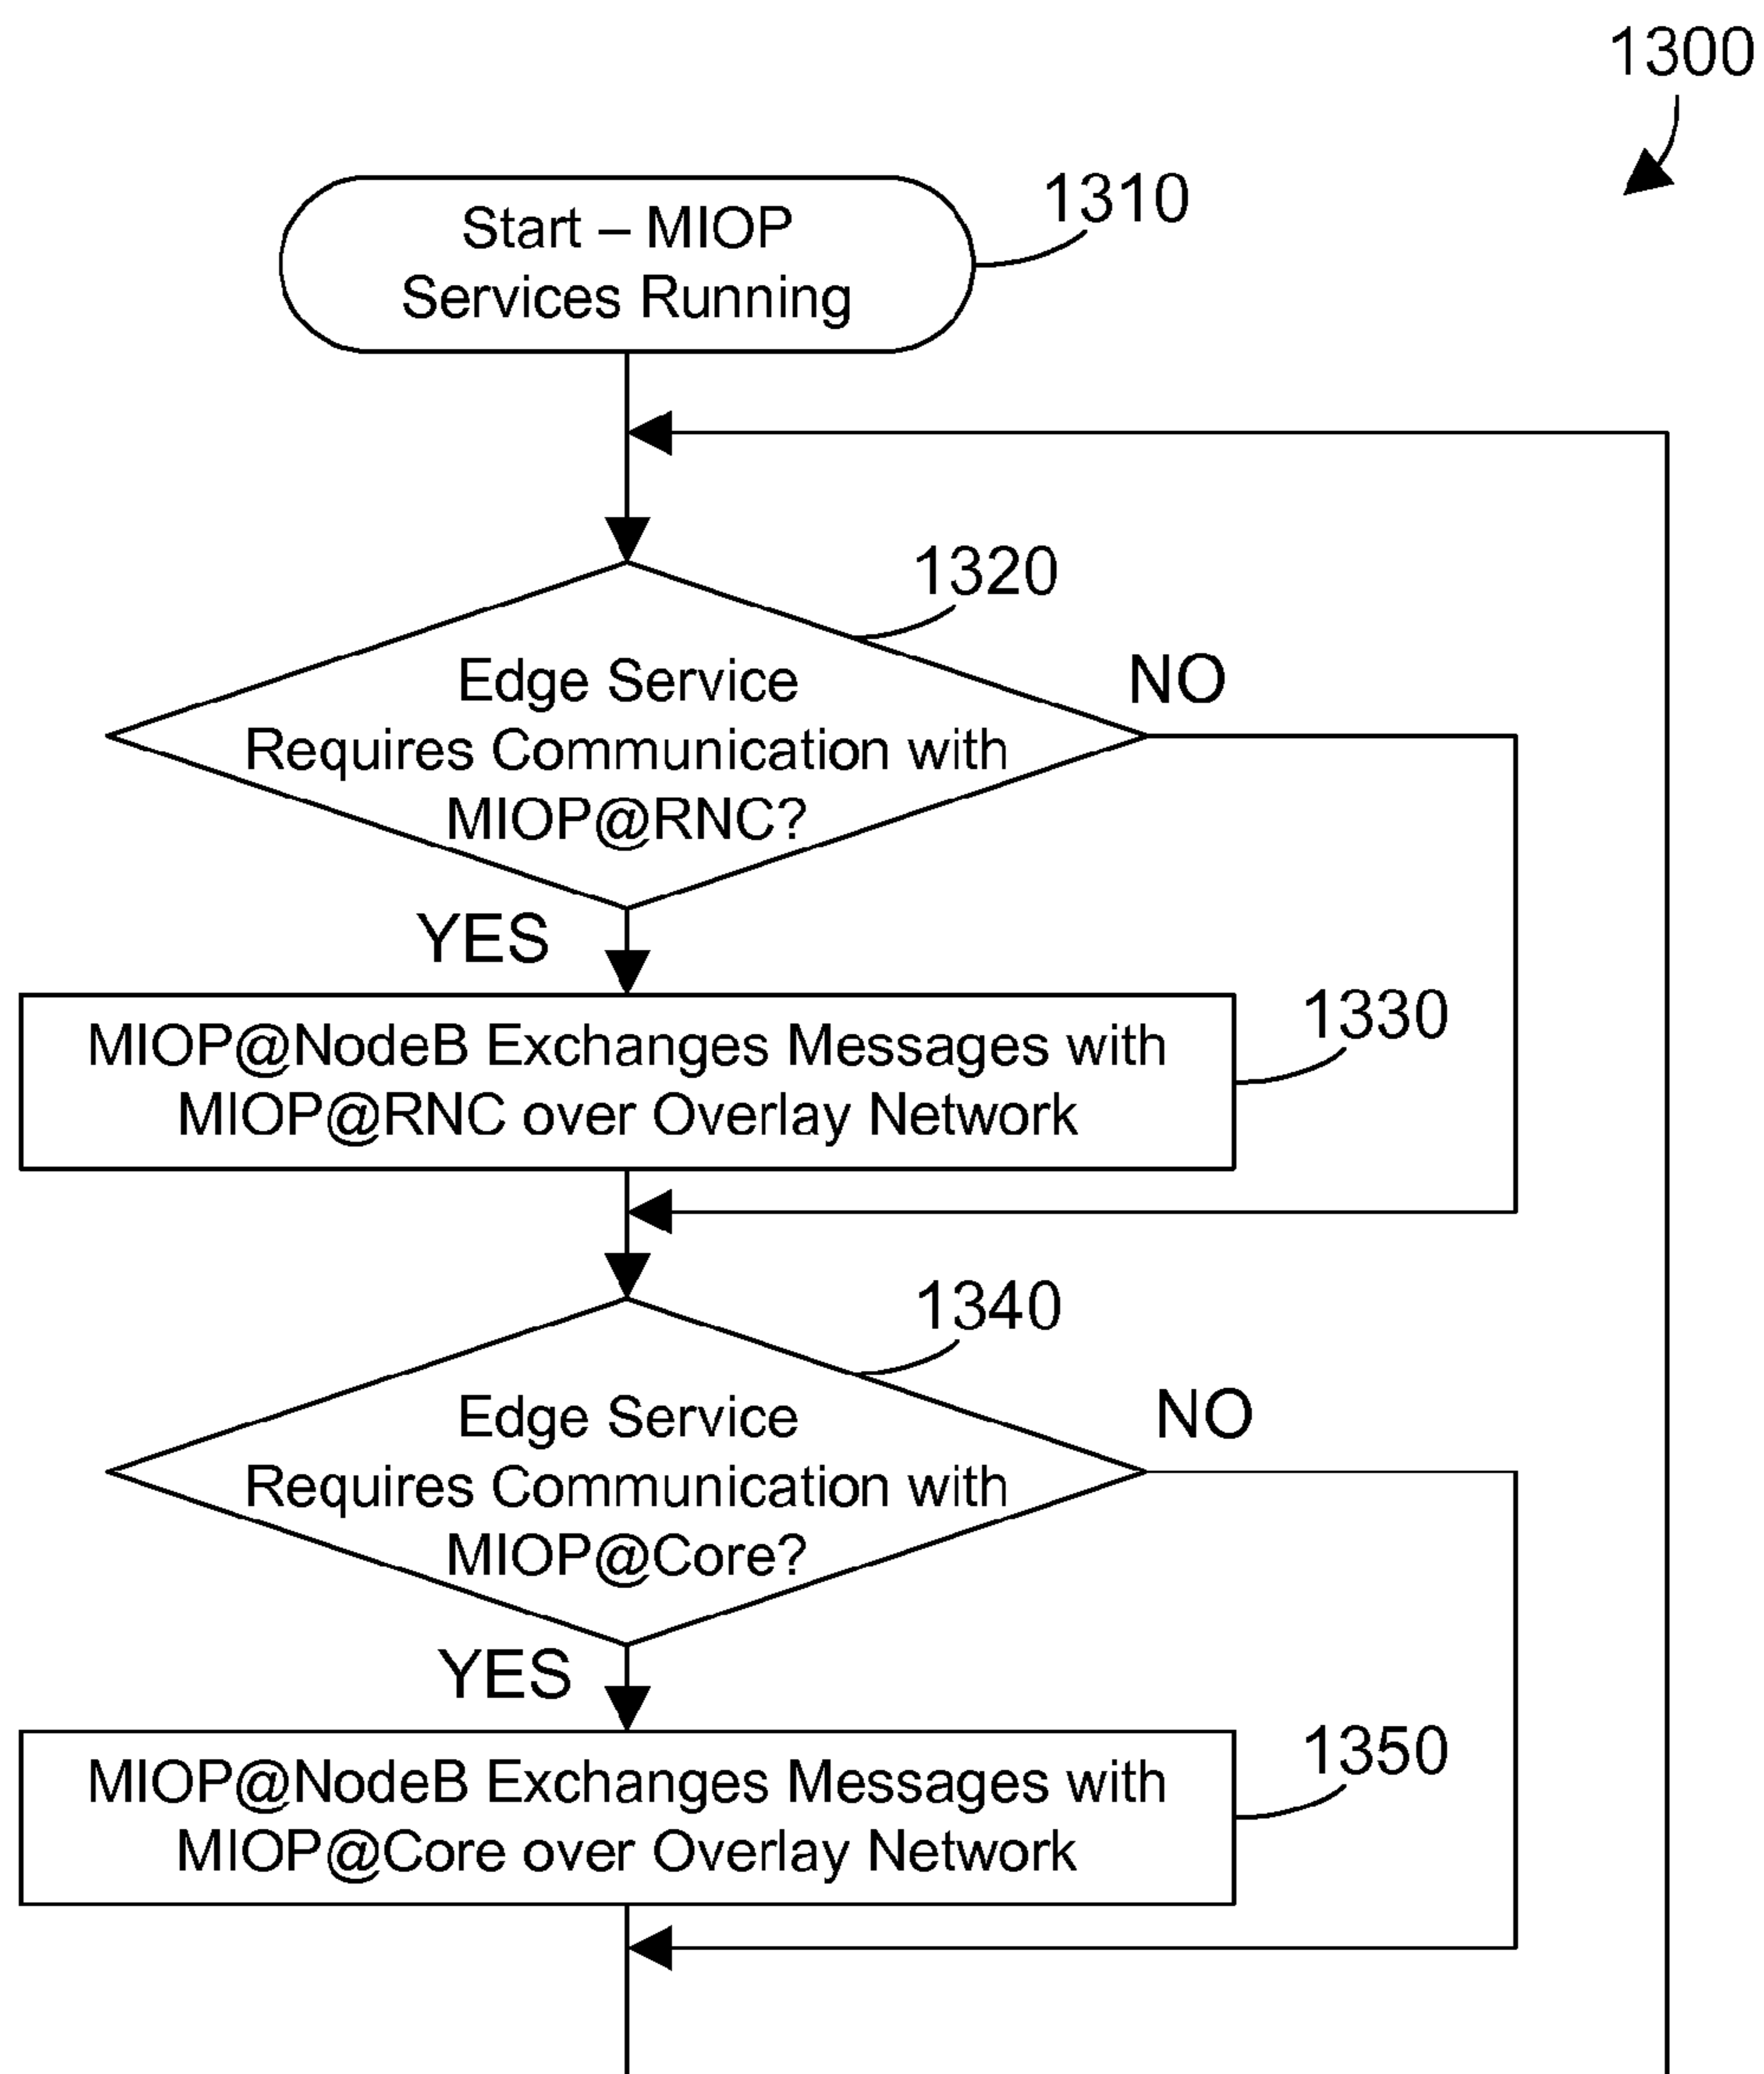 1300
Start – MIOP
Services Running
1310
1320
Edge Service
Requires Communication with
MIOP@RNC?
NO
YES
MIOP@NodeB Exchanges Messages with
MIOP@RNC over Overlay Network
1330
1340
Edge Service
Requires Communication with
MIOP@Core?
NO
YES
MIOP@NodeB Exchanges Messages with
MIOP@Core over Overlay Network
1350